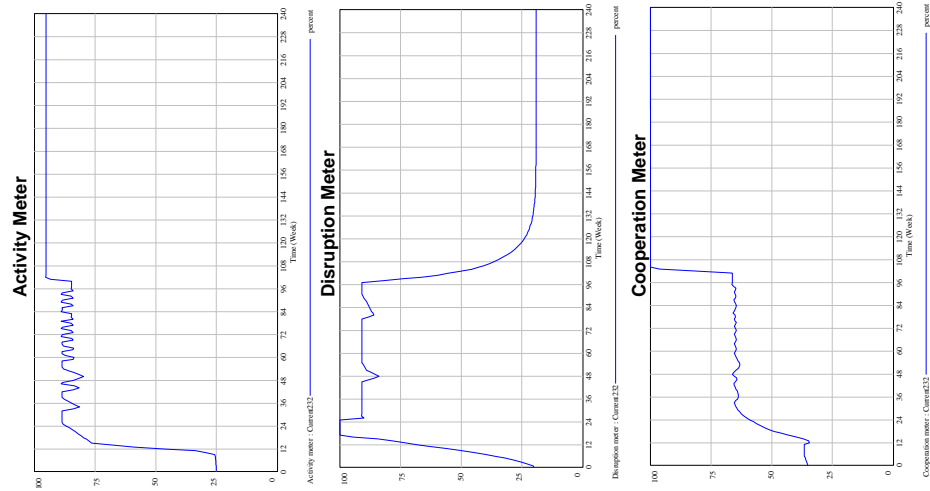 Activity Meter
100
75
50
25
0
0 12 24 36 48 60 72 84 96 108 120 132 144 156 168 180 192 204 216 228 240
Time (Week)
Activity meter : Current232 percent
Disruption Meter
100
75
50
25
0
0 12 24 36 48 60 72 84 96 108 120 132 144 156 168 180 192 204 216 228 240
Time (Week)
Disruption meter : Current232 percent
Cooperation Meter
100
75
50
25
0
0 12 24 36 48 60 72 84 96 108 120 132 144 156 168 180 192 204 216 228 240
Time (Week)
Cooperation meter : Current232 percent